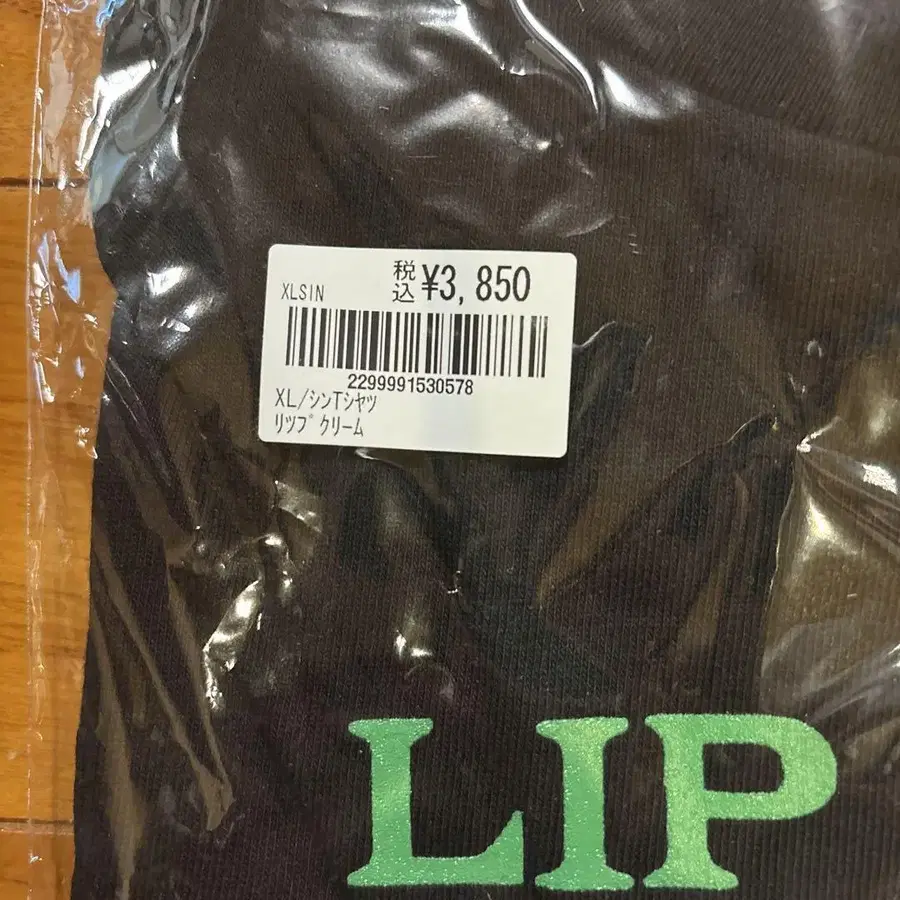 XLSIN
税込 ¥3,850
2299991530578
XL/シンTシャツ
リップクリーム
LIP